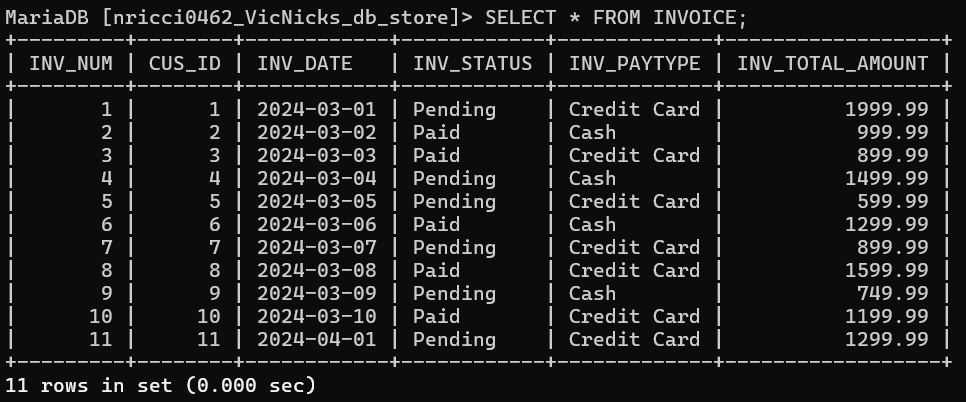 MariaDB [nricci0462_VicNicks_db_store]> SELECT * FROM INVOICE;
+---------+--------+------------+------------+-------------+------------------+
| INV_NUM | CUS_ID | INV_DATE   | INV_STATUS | INV_PAYTYPE | INV_TOTAL_AMOUNT |
+---------+--------+------------+------------+-------------+------------------+
|       1 |      1 | 2024-03-01 | Pending    | Credit Card |          1999.99 |
|       2 |      2 | 2024-03-02 | Paid       | Cash        |           999.99 |
|       3 |      3 | 2024-03-03 | Paid       | Credit Card |           899.99 |
|       4 |      4 | 2024-03-04 | Pending    | Cash        |          1499.99 |
|       5 |      5 | 2024-03-05 | Pending    | Credit Card |           599.99 |
|       6 |      6 | 2024-03-06 | Paid       | Cash        |          1299.99 |
|       7 |      7 | 2024-03-07 | Pending    | Credit Card |           899.99 |
|       8 |      8 | 2024-03-08 | Paid       | Credit Card |          1599.99 |
|       9 |      9 | 2024-03-09 | Pending    | Cash        |           749.99 |
|      10 |     10 | 2024-03-10 | Paid       | Credit Card |          1199.99 |
|      11 |     11 | 2024-04-01 | Pending    | Credit Card |          1299.99 |
+---------+--------+------------+------------+-------------+------------------+
11 rows in set (0.000 sec)